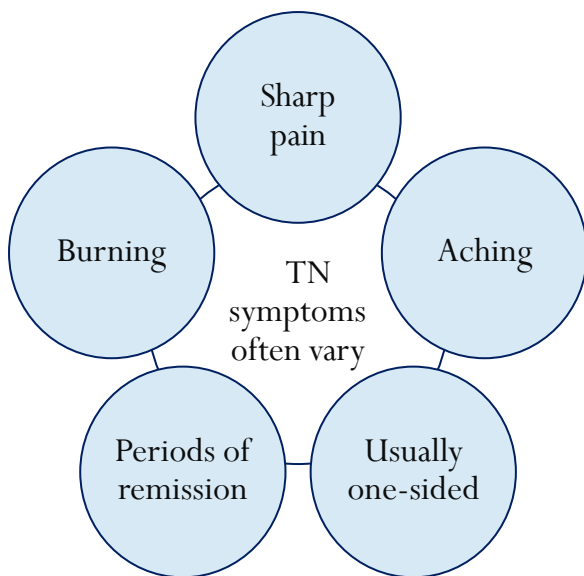 Sharp
pain
Burning
Aching
TN
symptoms
often vary
Periods of
remission
Usually
one-sided